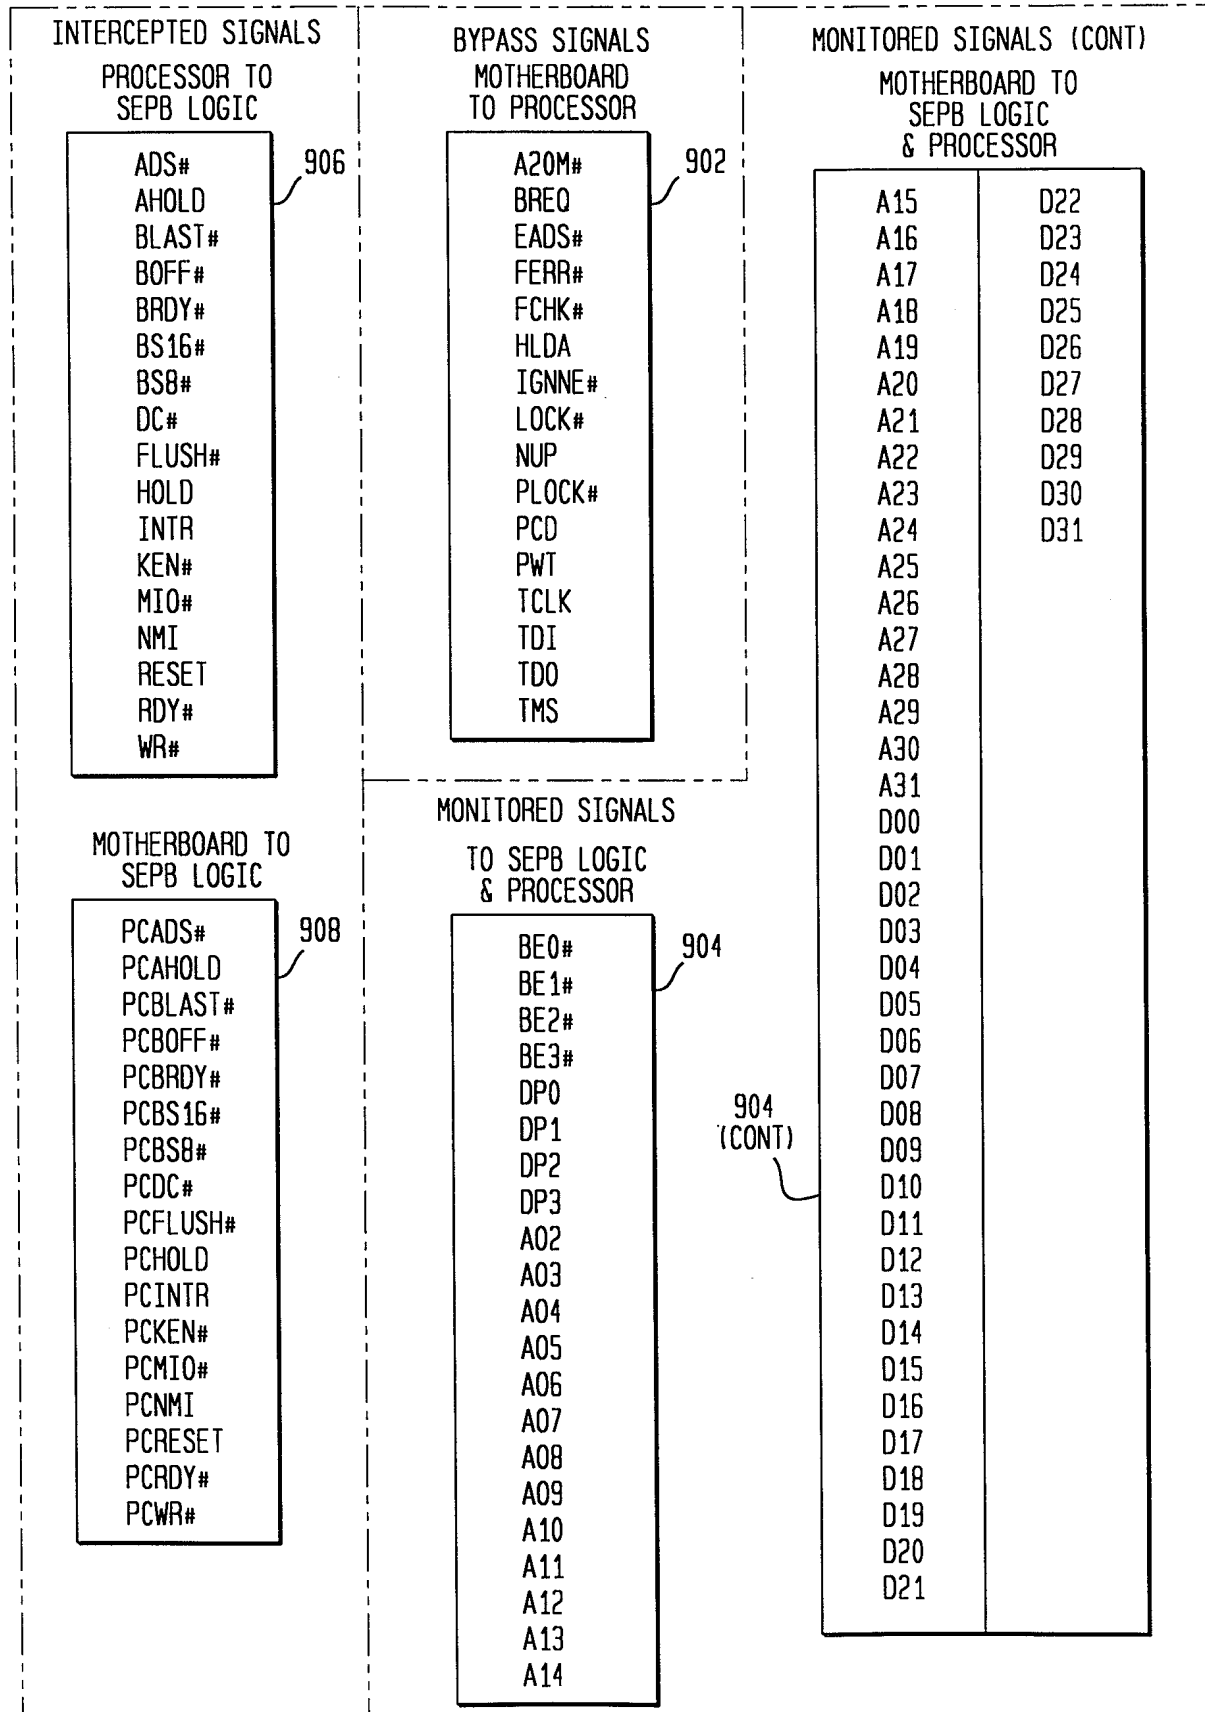 INTERCEPTED SIGNALS
PROCESSOR TO
SEPB LOGIC
906
ADS#
AHOLD
BLAST#
BOFF#
BRDY#
BS16#
BS8#
DC#
FLUSH#
HOLD
INTR
KEN#
MIO#
NMI
RESET
RDY#
WR#
MOTHERBOARD TO
SEPB LOGIC
908
PCADS#
PCAHOLD
PCBLAST#
PCBOFF#
PCBRDY#
PCBS16#
PCBS8#
PCDC#
PCFLUSH#
PCHOLD
PCINTR
PCKEN#
PCMIO#
PCNMI
PCRESET
PCRDY#
PCWR#
BYPASS SIGNALS
MOTHERBOARD
TO PROCESSOR
902
A20M#
BREQ
EADS#
FERR#
FCHK#
HLDA
IGNNE#
LOCK#
NUP
PLOCK#
PCD
PWT
TCLK
TDI
TDO
TMS
MONITORED SIGNALS
TO SEPB LOGIC
& PROCESSOR
904
BE0#
BE1#
BE2#
BE3#
DP0
DP1
DP2
DP3
A02
A03
A04
A05
A06
A07
A08
A09
A10
A11
A12
A13
A14
MONITORED SIGNALS (CONT)
MOTHERBOARD TO
SEPB LOGIC
& PROCESSOR
904
(CONT)
A15
A16
A17
A18
A19
A20
A21
A22
A23
A24
A25
A26
A27
A28
A29
A30
A31
D00
D01
D02
D03
D04
D05
D06
D07
D08
D09
D10
D11
D12
D13
D14
D15
D16
D17
D18
D19
D20
D21
D22
D23
D24
D25
D26
D27
D28
D29
D30
D31